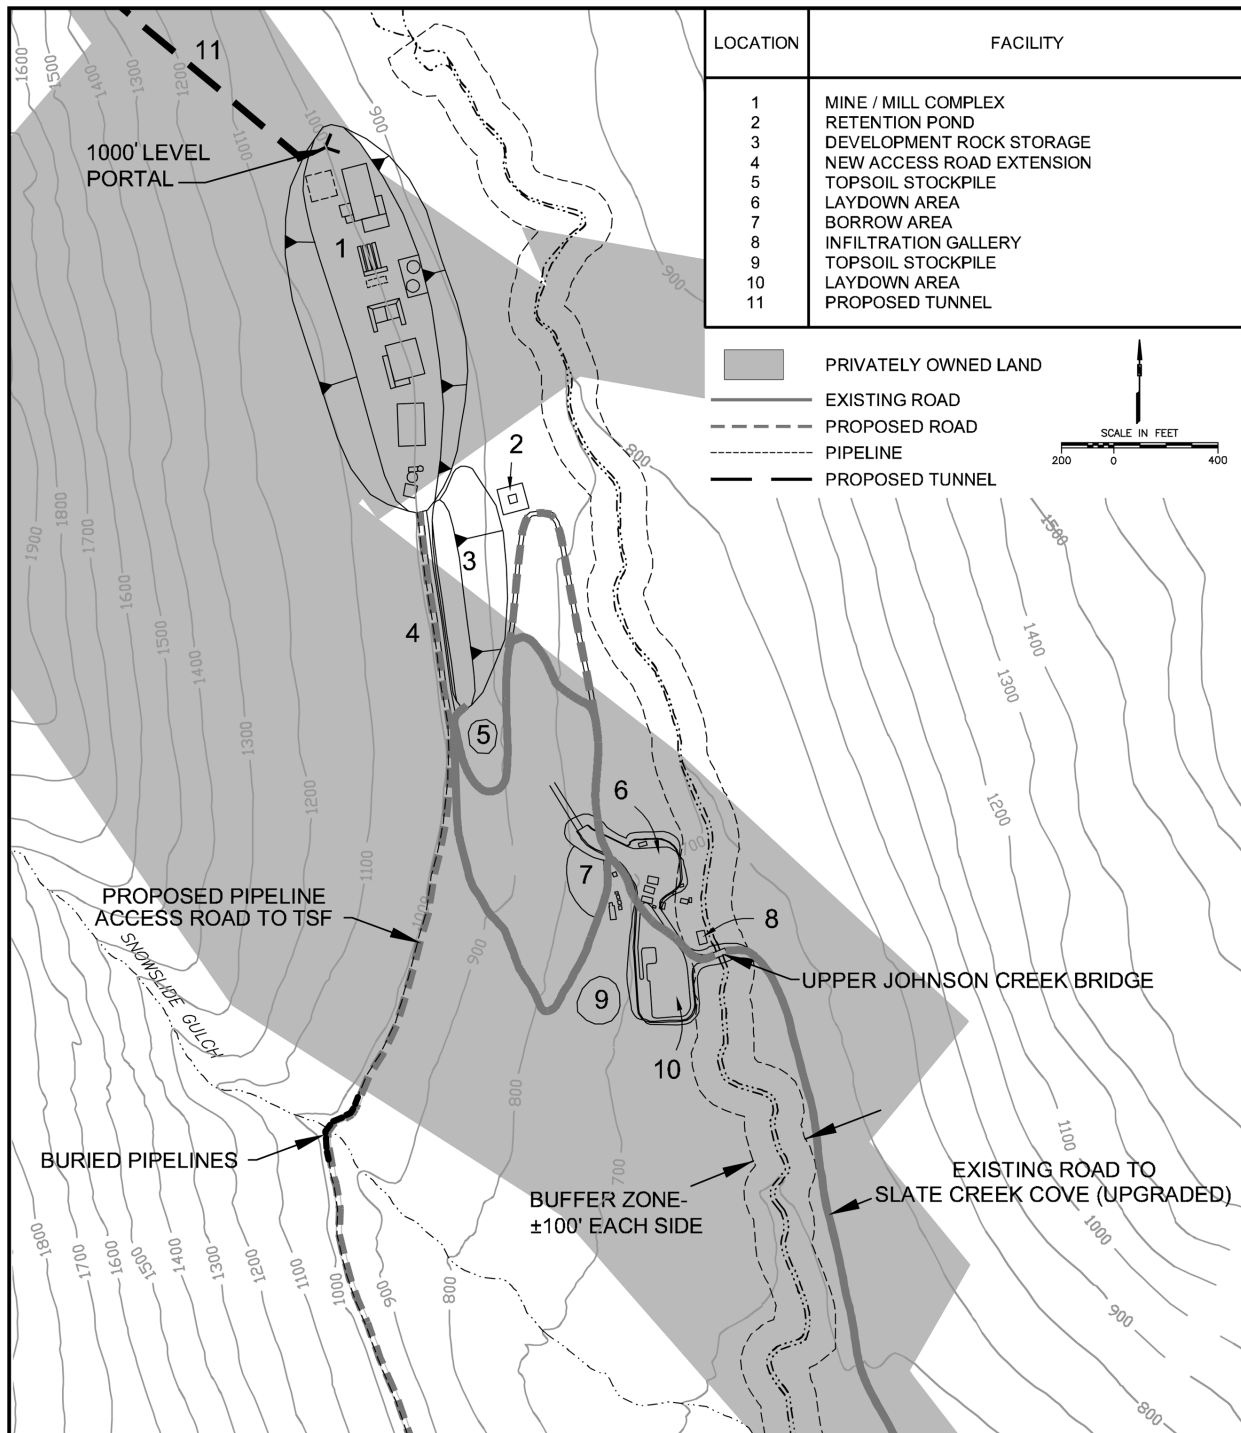 LOCATION FACILITY
1 MINE / MILL COMPLEX
2 RETENTION POND
3 DEVELOPMENT ROCK STORAGE
4 NEW ACCESS ROAD EXTENSION
5 TOPSOIL STOCKPILE
6 LAYDOWN AREA
7 BORROW AREA
8 INFILTRATION GALLERY
9 TOPSOIL STOCKPILE
10 LAYDOWN AREA
11 PROPOSED TUNNEL
PRIVATELY OWNED LAND
EXISTING ROAD
PROPOSED ROAD
PIPELINE
PROPOSED TUNNEL
SCALE IN FEET
200 0 400
1600
1500
1400
1300
1200
1100
1001
900
11
1000' LEVEL
PORTAL
1
900
2
800
3
1500
1900
1800
1700
1600
1500
1400
1300
1200
1100
1000
900
800
700
4
5
6
700
7
8
9
10
1400
1300
1200
1100
1000
900
800
PROPOSED PIPELINE
ACCESS ROAD TO TSF
SNOWSLIDE GULCH
UPPER JOHNSON CREEK BRIDGE
BURIED PIPELINES
BUFFER ZONE-
±100' EACH SIDE
EXISTING ROAD TO
SLATE CREEK COVE (UPGRADED)
1800
1700
1600
1500
1400
1300
1200
1100
1000
900
800